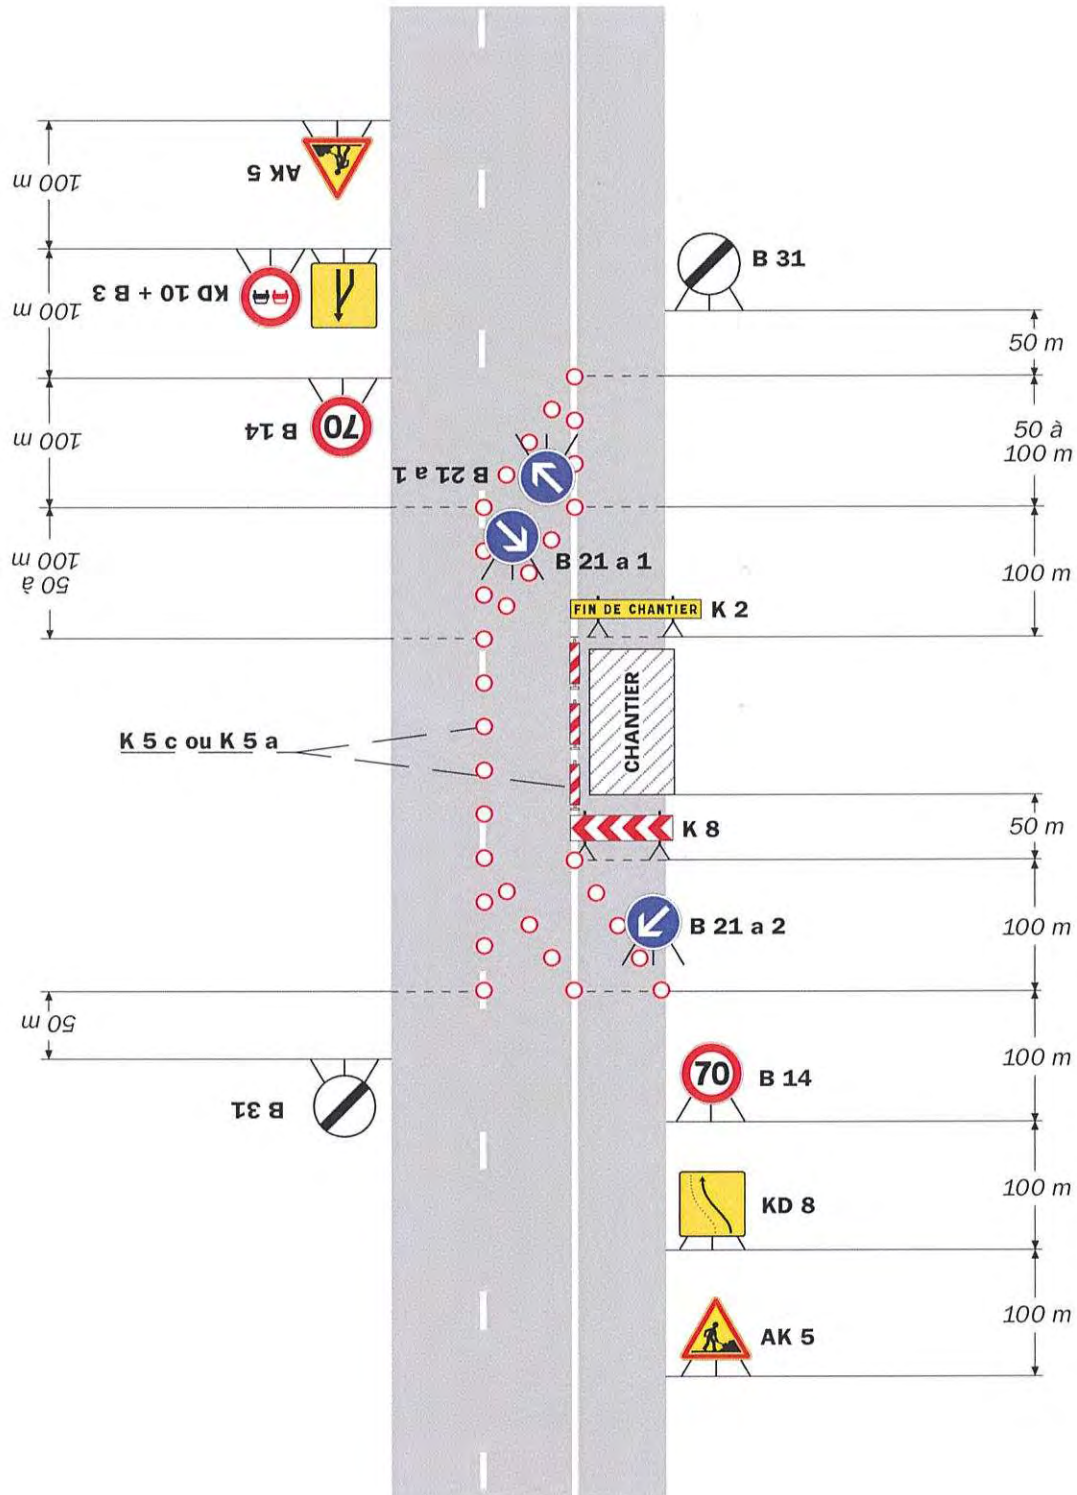 100 m
AK 5
100 m
KD 10 + B 3
B 31
50 m
100 m
70
B 14
50 à
100 m
B 21 a 1
50 à
100 m
B 21 a 1
100 m
FIN DE CHANTIER
K 2
CHANTIER
K 5 c ou K 5 a
K 8
50 m
B 21 a 2
100 m
50 m
B 31
70
B 14
100 m
KD 8
100 m
AK 5
100 m